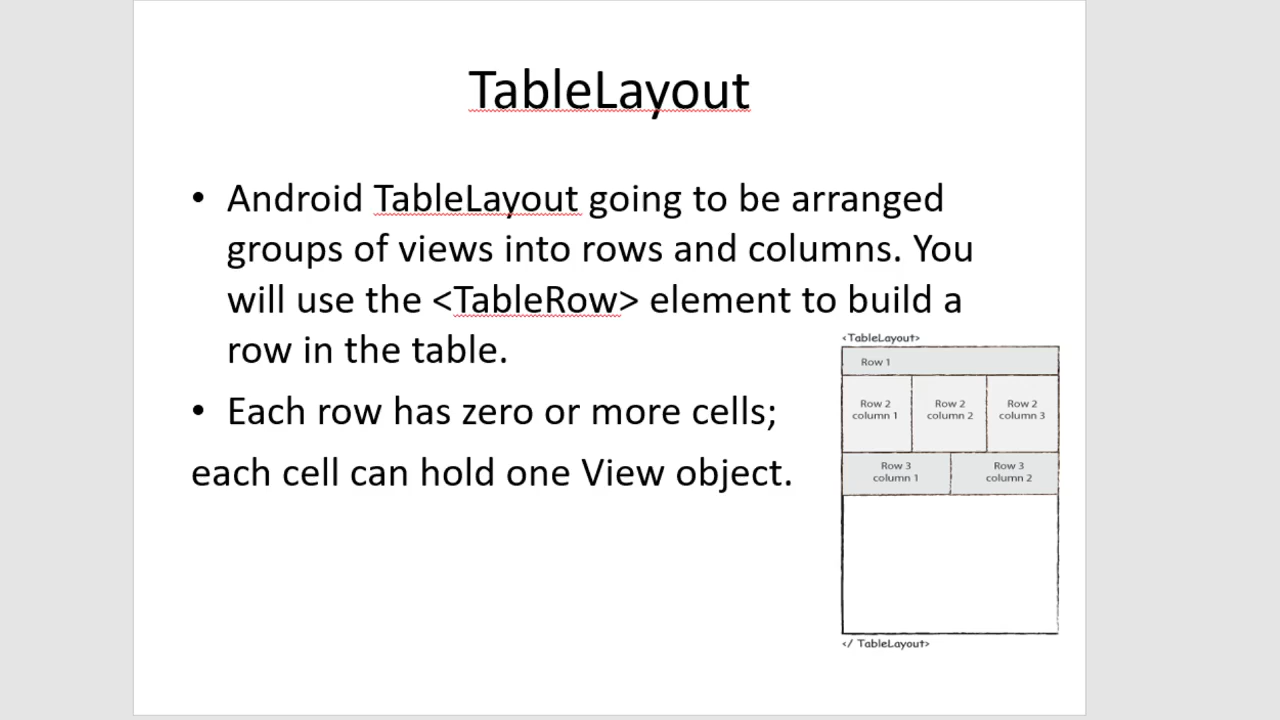 TableLayout
• Android TableLayout going to be arranged
groups of views into rows and columns. You
will use the <TableRow> element to build a
row in the table.
• Each row has zero or more cells;
each cell can hold one View object.
<TableLayout>
Row 1
Row 2 Row 2 Row 2
column 1 column 2 column 3
Row 3 Row 3
column 1 column 2
</ TableLayout>